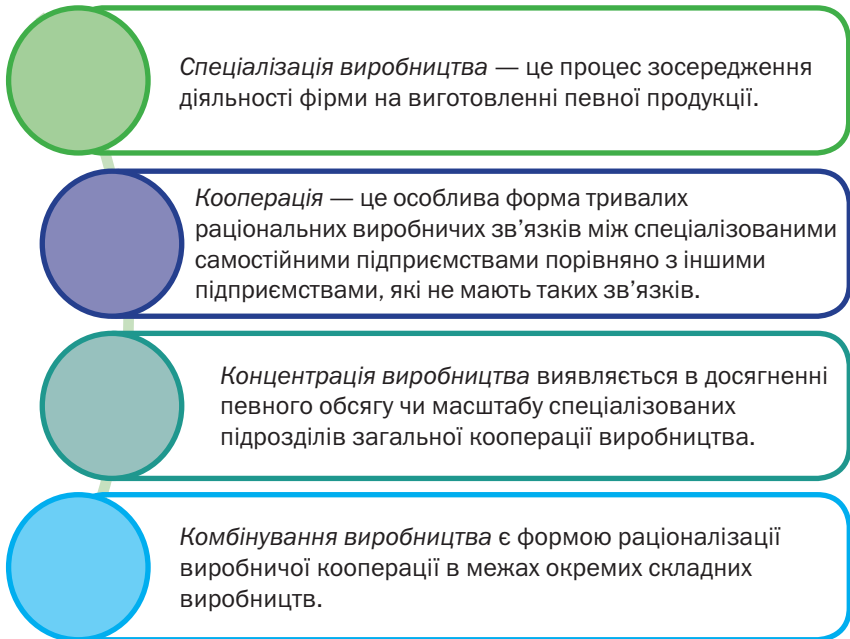 Спеціалізація виробництва — це процес зосередження
діяльності фірми на виготовленні певної продукції.
Кооперація — це особлива форма тривалих
раціональних виробничих зв’язків між спеціалізованими
самостійними підприємствами порівняно з іншими
підприємствами, які не мають таких зв’язків.
Концентрація виробництва виявляється в досягненні
певного обсягу чи масштабу спеціалізованих
підрозділів загальної кооперації виробництва.
Комбінування виробництва є формою раціоналізації
виробничої кооперації в межах окремих складних
виробництв.